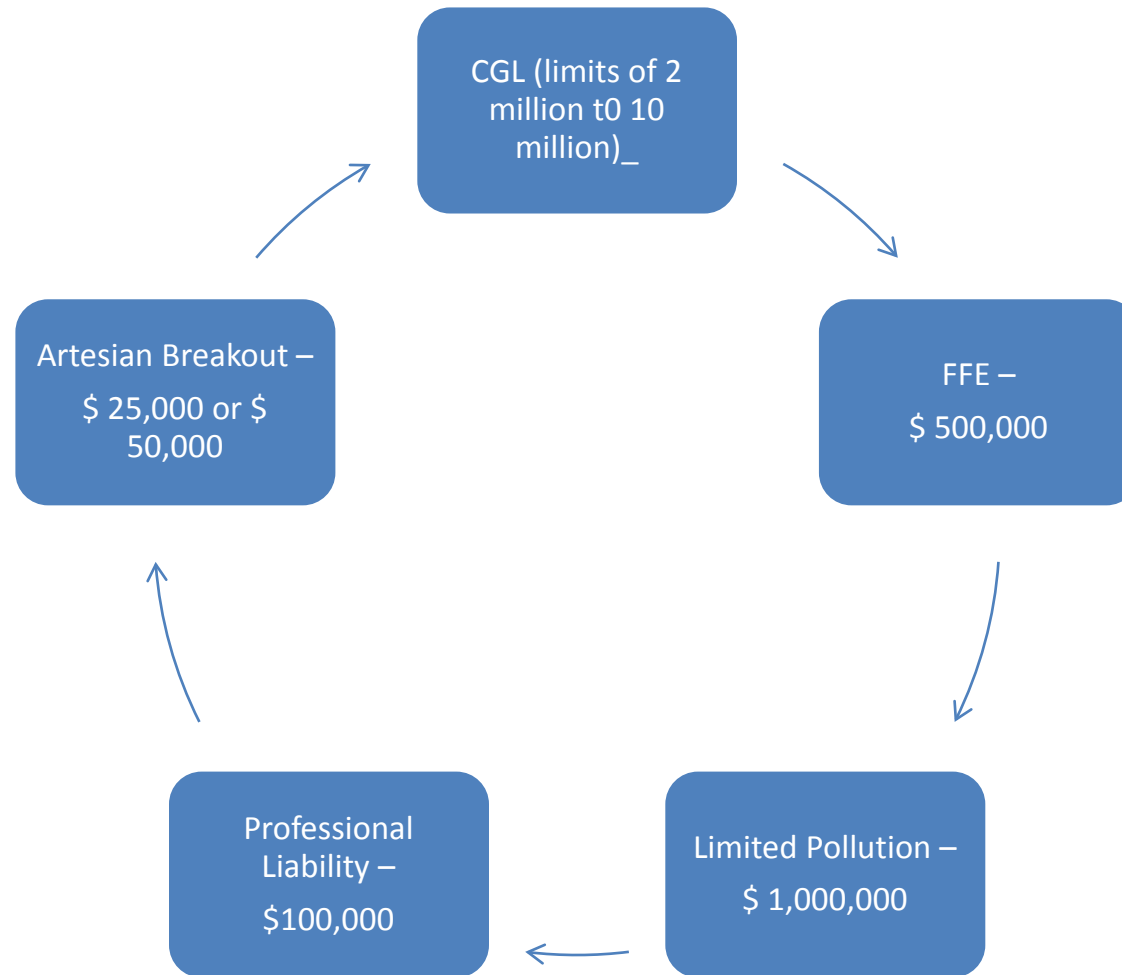 CGL (limits of 2
million t0 10
million)_
FFE –
$ 500,000
Limited Pollution –
$ 1,000,000
Professional
Liability –
$100,000
Artesian Breakout –
$ 25,000 or $
50,000